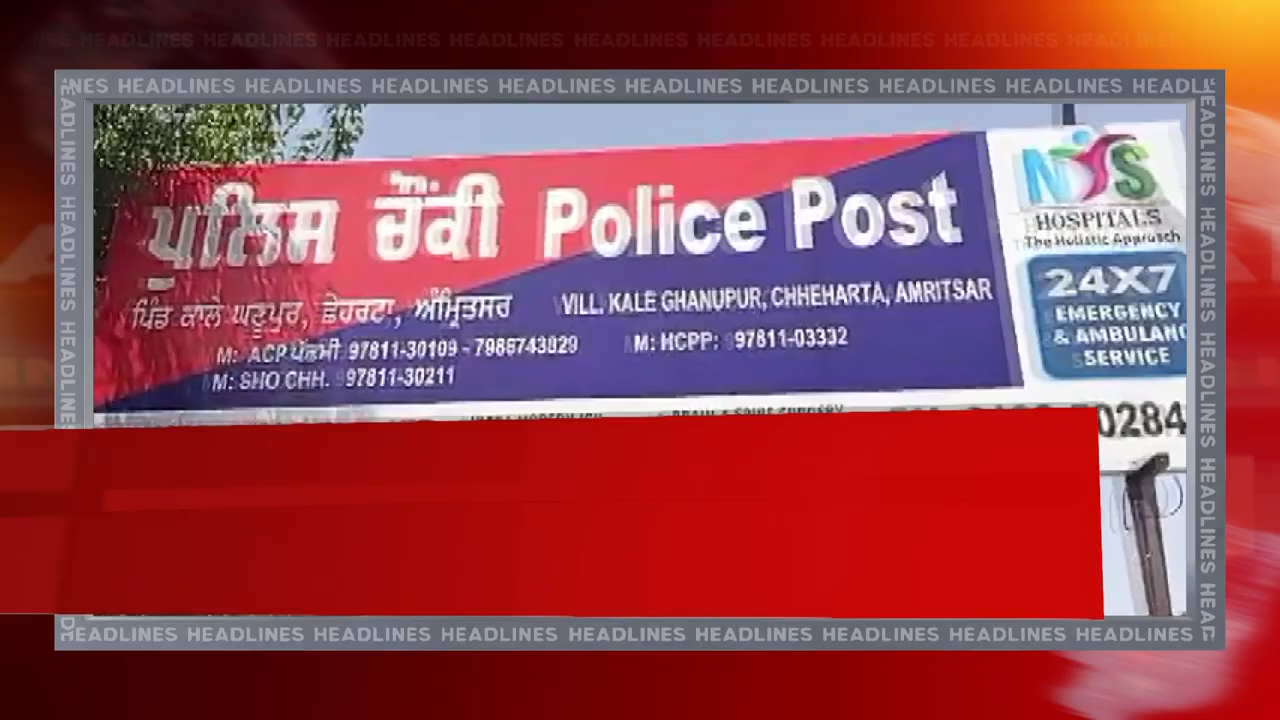 HEADLINES HEADLINES HEADLINES HEADLINES HEADLINES HEADLINES HEADLINES HEADLINES
ਪੁਲਿਸ ਚੌਂਕੀ Police Post
ਪਿੰਡ ਕਾਲੇ ਘਣੂਪੁਰ, ਛੇਹਰਟਾ, ਅੰਮ੍ਰਿਤਸਰ VILL. KALE GHANUPUR, CHHEHARTA, AMRITSAR
M: ACP ਪੱਛਮੀ 97811-30109 - 7986743829 M: HCPP: 97811-03332
M: SHO CHH. 97811-30211
NYS
HOSPITALS
The Holistic Approach
24X7
EMERGENCY
& AMBULANC
SERVICE
0284
HEADLINES HEADLINES HEADLINES HEADLINES HEADLINES HEADLINES HEADLINES HEADLINES HEADLINES